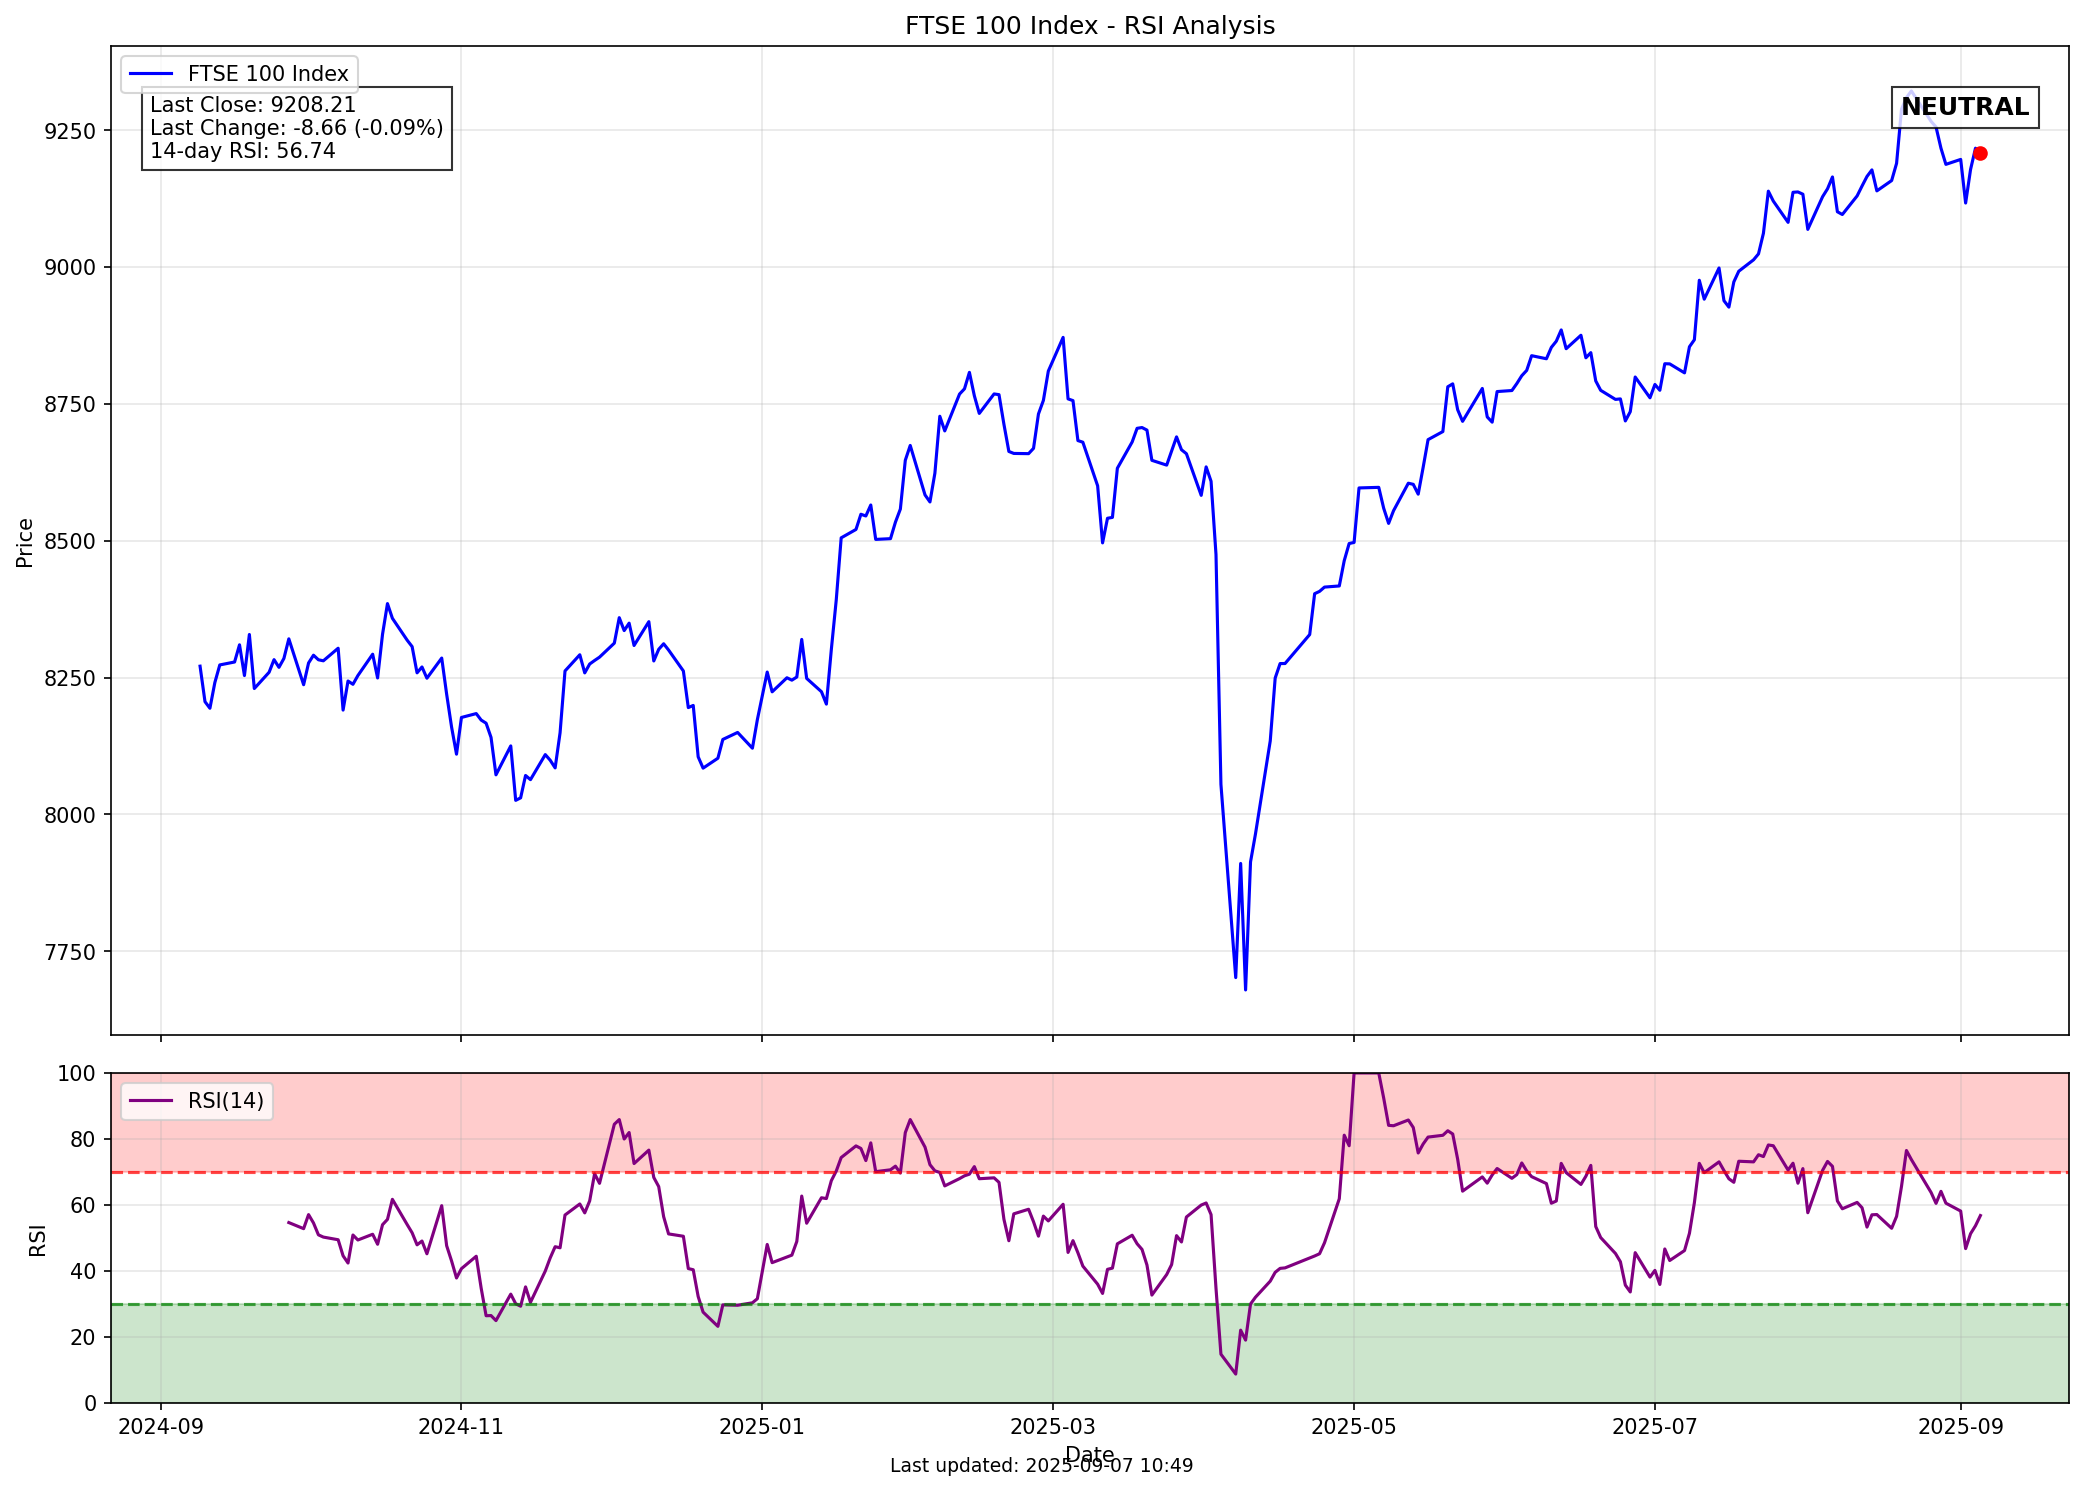 FTSE 100 Index - RSI Analysis
FTSE 100 Index
Last Close: 9208.21
Last Change: -8.66 (-0.09%)
14-day RSI: 56.74
NEUTRAL
Price
9250
9000
8750
8500
8250
8000
7750
RSI
RSI(14)
100
80
60
40
20
0
2024-09
2024-11
2025-01
2025-03
2025-05
2025-07
2025-09
Date
Last updated: 2025-09-07 10:49